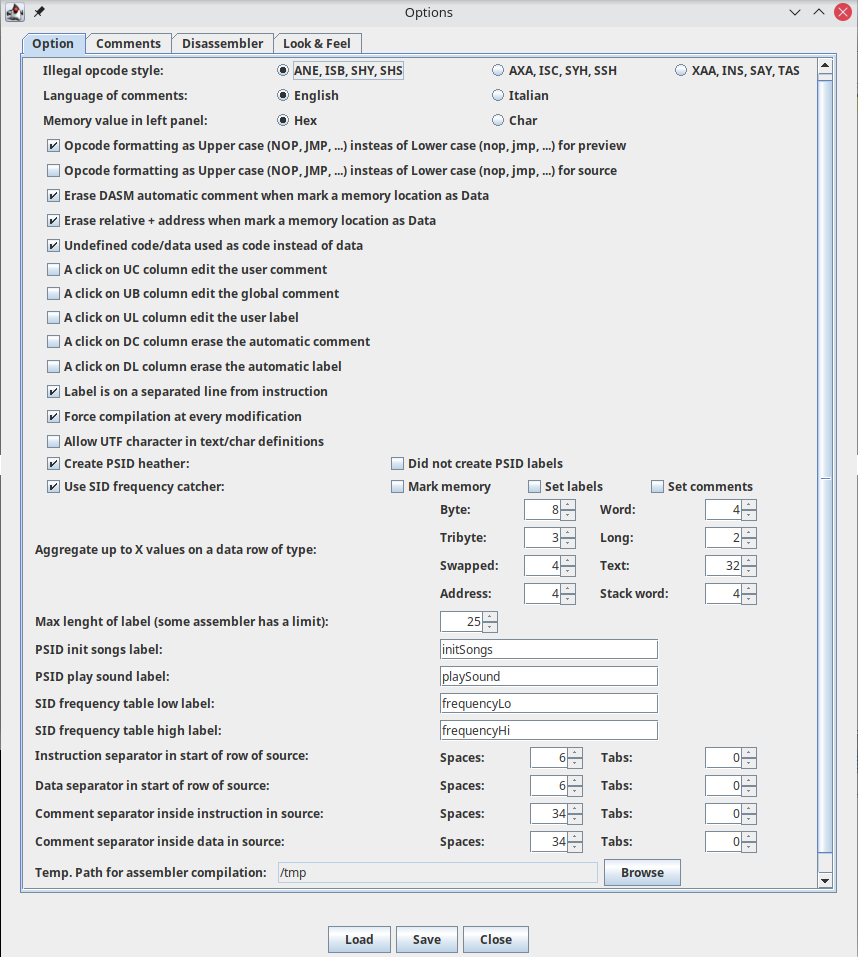 Options
Option Comments Disassembler Look & Feel
Illegal opcode style: ANE, ISB, SHY, SHS AXA, ISC, SYH, SSH XAA, INS, SAY, TAS
Language of comments: English Italian
Memory value in left panel: Hex Char
Opcode formatting as Upper case (NOP, JMP, ...) insteas of Lower case (nop, jmp, ...) for preview
Opcode formatting as Upper case (NOP, JMP, ...) insteas of Lower case (nop, jmp, ...) for source
Erase DASM automatic comment when mark a memory location as Data
Erase relative + address when mark a memory location as Data
Undefined code/data used as code instead of data
A click on UC column edit the user comment
A click on UB column edit the global comment
A click on UL column edit the user label
A click on DC column erase the automatic comment
A click on DL column erase the automatic label
Label is on a separated line from instruction
Force compilation at every modification
Allow UTF character in text/char definitions
Create PSID heather: Did not create PSID labels
Use SID frequency catcher: Mark memory Set labels Set comments
Byte: 8 Word: 4
Tribyte: 3 Long: 2
Aggregate up to X values on a data row of type:
Swapped: 4 Text: 32
Address: 4 Stack word: 4
Max lenght of label (some assembler has a limit): 25
PSID init songs label: initSongs
PSID play sound label: playSound
SID frequency table low label: frequencyLo
SID frequency table high label: frequencyHi
Instruction separator in start of row of source: Spaces: 6 Tabs: 0
Data separator in start of row of source: Spaces: 6 Tabs: 0
Comment separator inside instruction in source: Spaces: 34 Tabs: 0
Comment separator inside data in source: Spaces: 34 Tabs: 0
Temp. Path for assembler compilation: /tmp Browse
Load Save Close